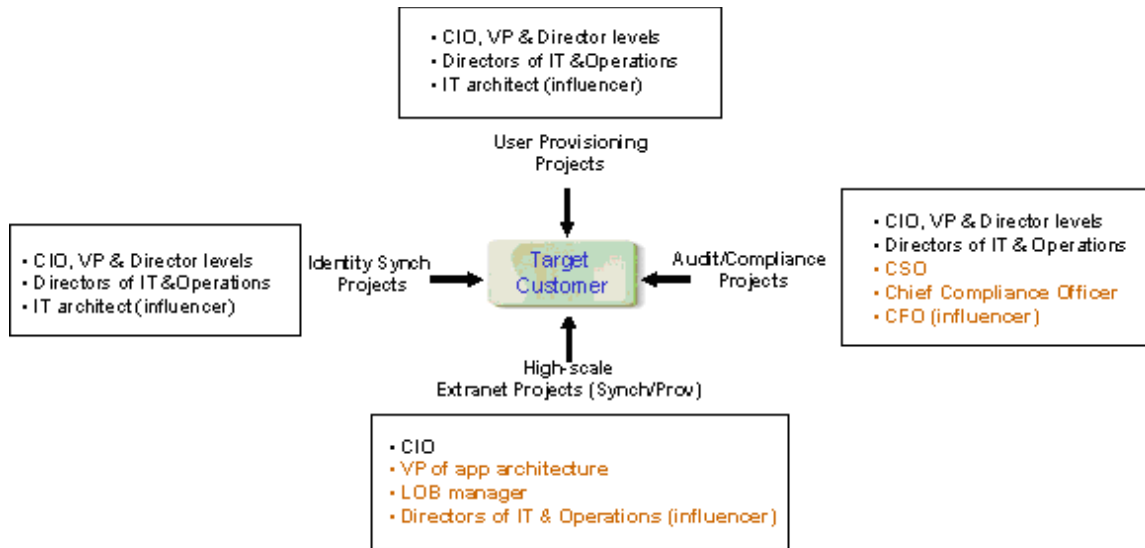 • CIO, VP & Director levels
• Directors of IT &Operations
• IT architect (influencer)
User Provisioning
Projects
• CIO, VP & Director levels
• Directors of IT &Operations
• IT architect (influencer)
Identity Synch
Projects
Target
Customer
Audit/Compliance
Projects
• CIO, VP & Director levels
• Directors of IT & Operations
• CSO
• Chief Compliance Officer
• CFO (influencer)
High-scale
Extranet Projects (Synch/Prov)
• CIO
• VP of app architecture
• LOB manager
• Directors of IT & Operations (influencer)